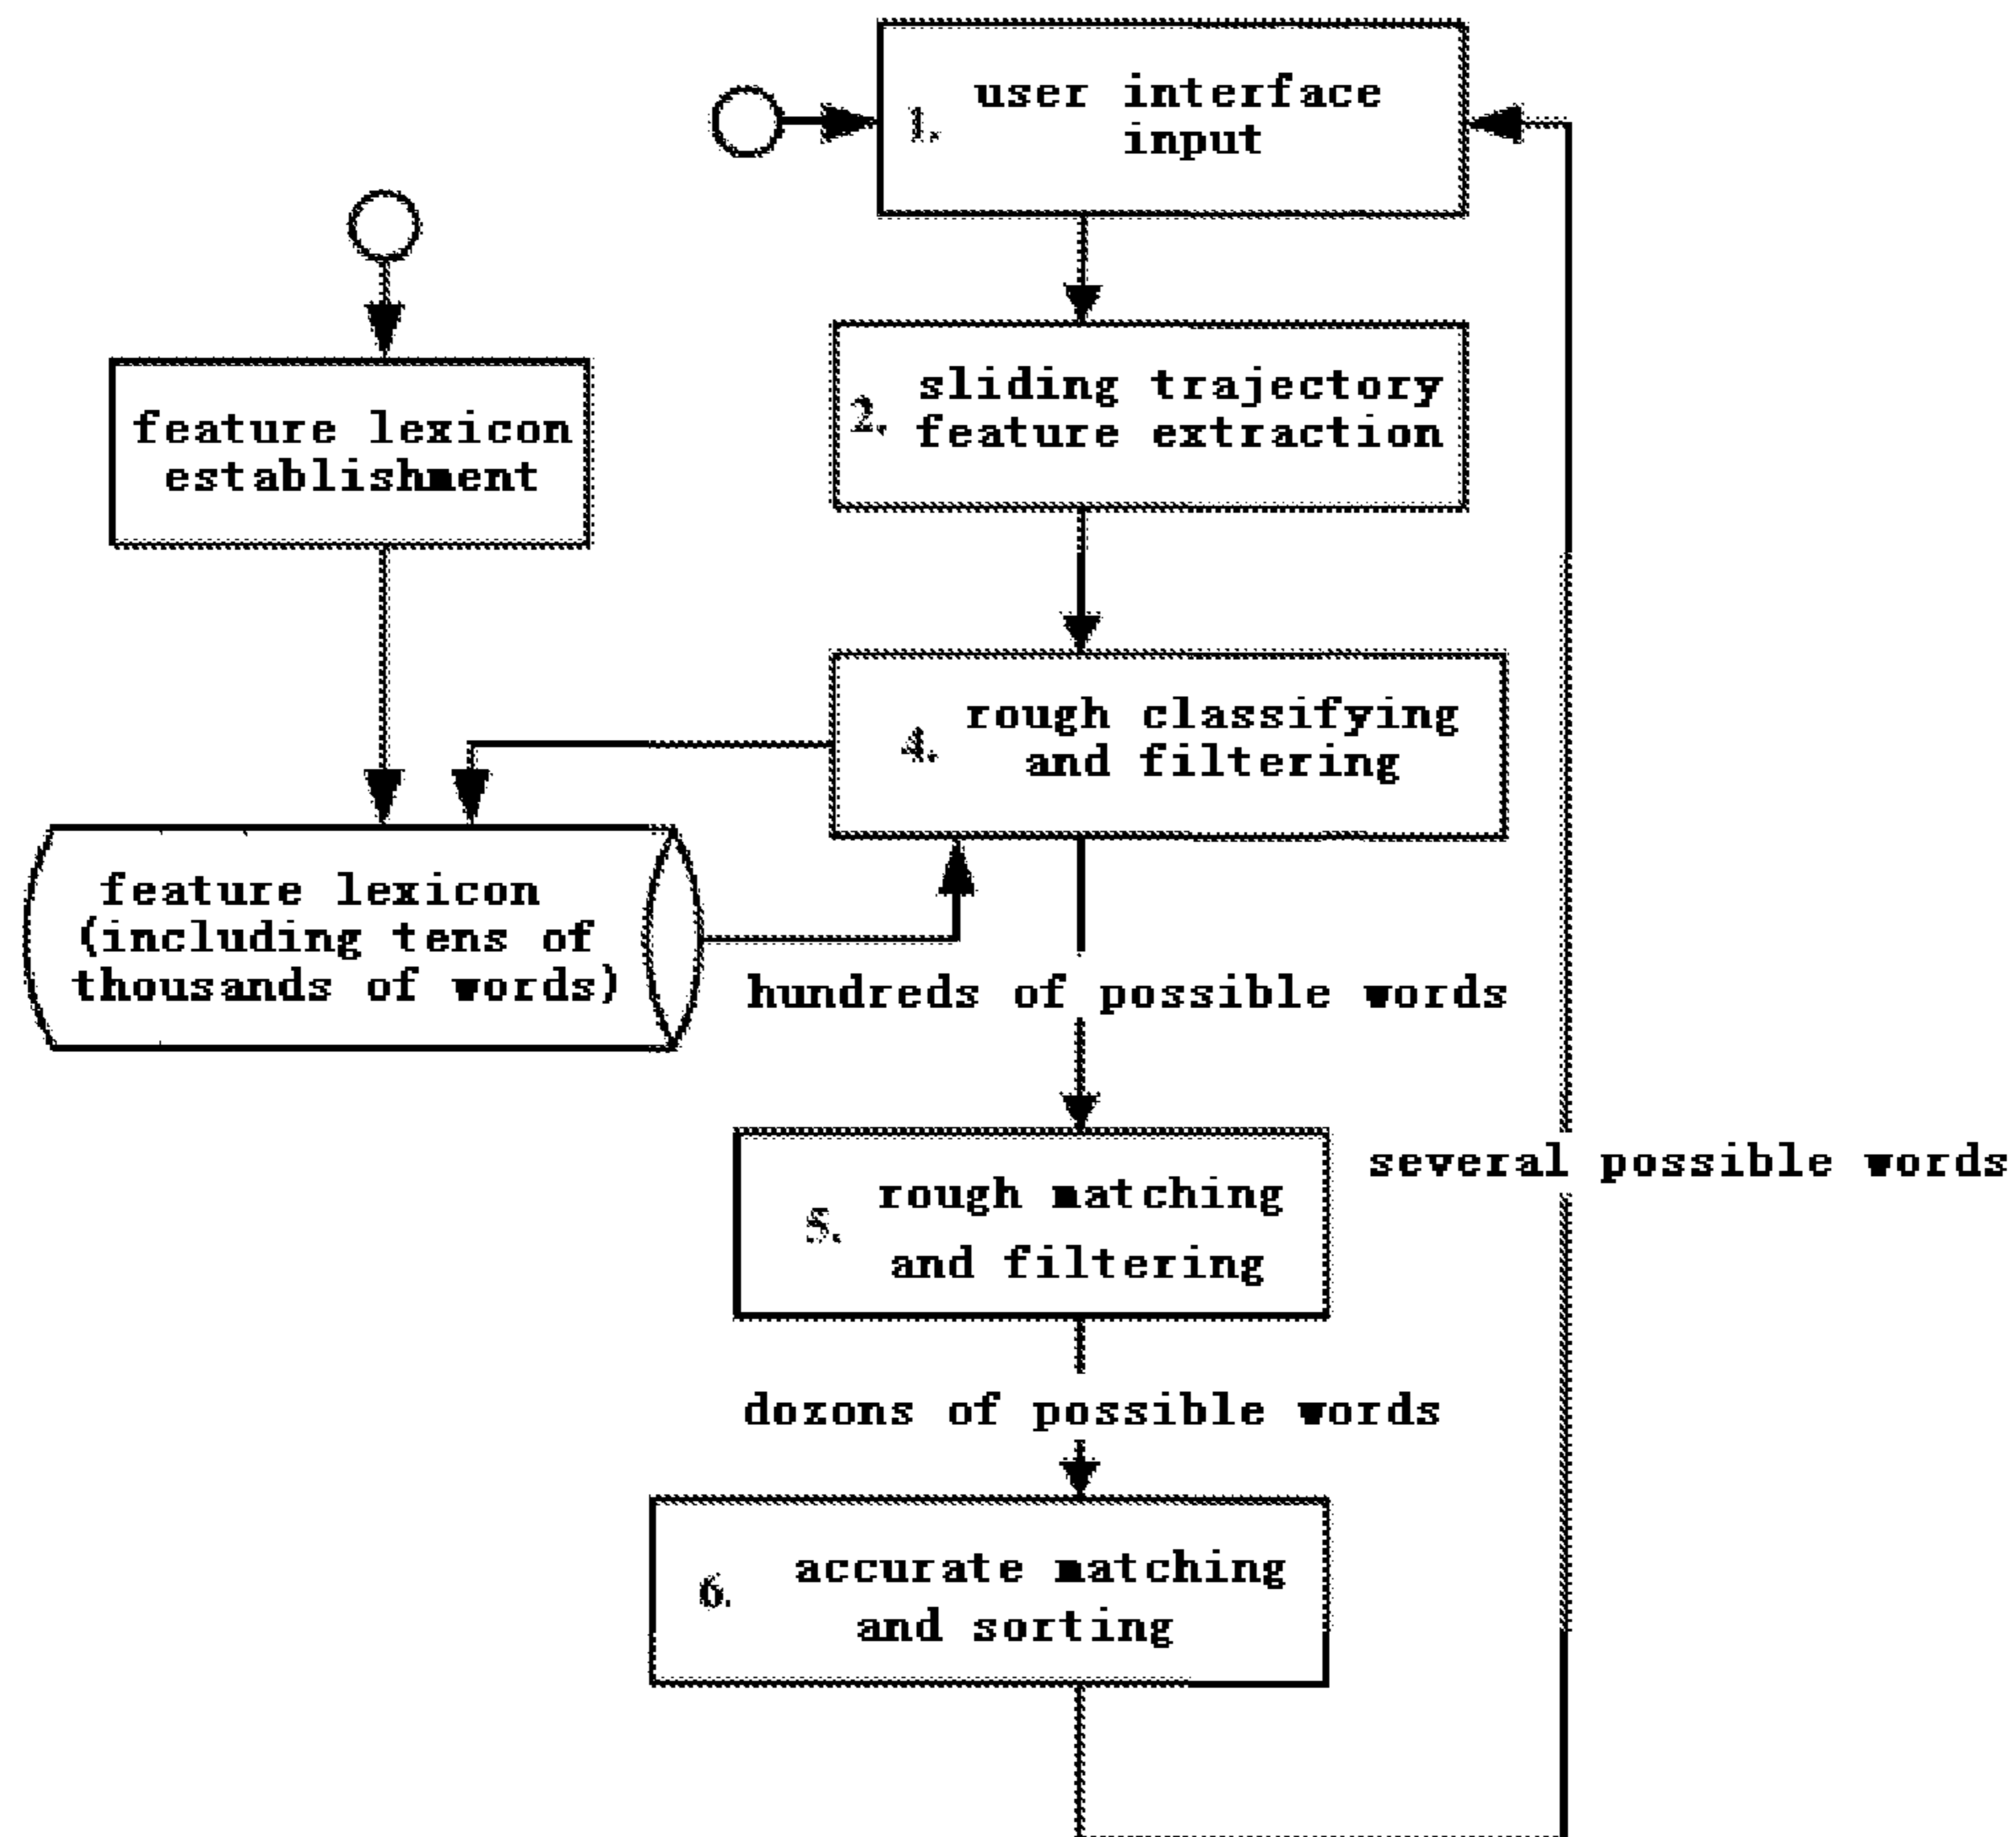 1. user interface
input
2. sliding trajectory
feature extraction
feature lexicon
establishment
4. rough classifying
and filtering
feature lexicon
(including tens of
thousands of words)
hundreds of possible words
5. rough matching
and filtering
several possible words
dozons of possible words
6. accurate matching
and sorting